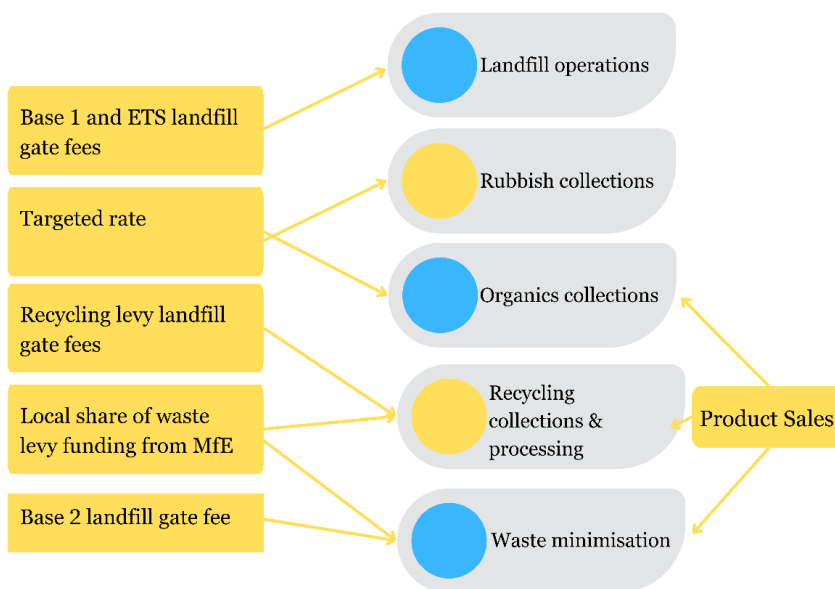 Base 1 and ETS landfill
gate fees
Targeted rate
Recycling levy landfill
gate fees
Local share of waste
levy funding from MfE
Base 2 landfill gate fee
Landfill operations
Rubbish collections
Organics collections
Recycling
collections &
processing
Waste minimisation
Product Sales